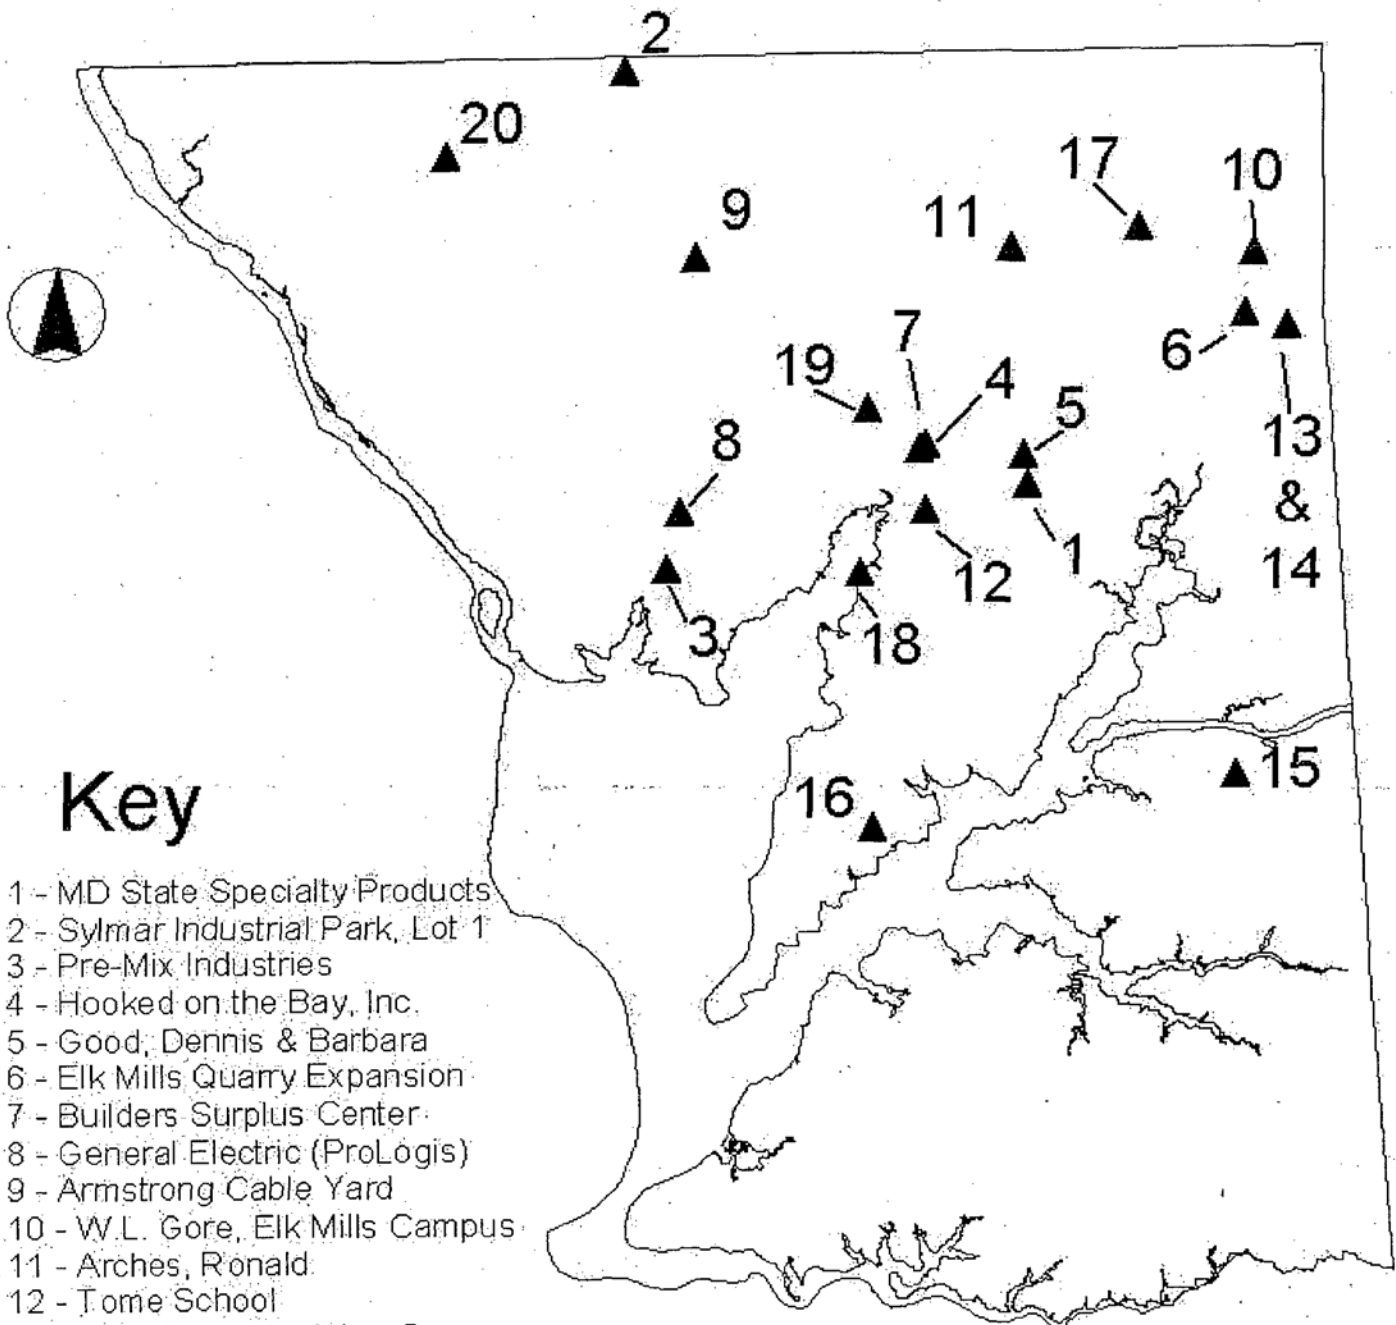 2
20
17
10
9
11
7
6
19
4
5
13
8
&
1
14
12
3
18
15
16
Key
1 - MD State Specialty Products
2 - Sylmar Industrial Park, Lot 1
3 - Pre-Mix Industries
4 - Hooked on the Bay, Inc.
5 - Good, Dennis & Barbara
6 - Elk Mills Quarry Expansion
7 - Builders Surplus Center
8 - General Electric (ProLogis)
9 - Armstrong Cable Yard
10 - W.L. Gore, Elk Mills Campus
11 - Arches, Ronald
12 - Tome School